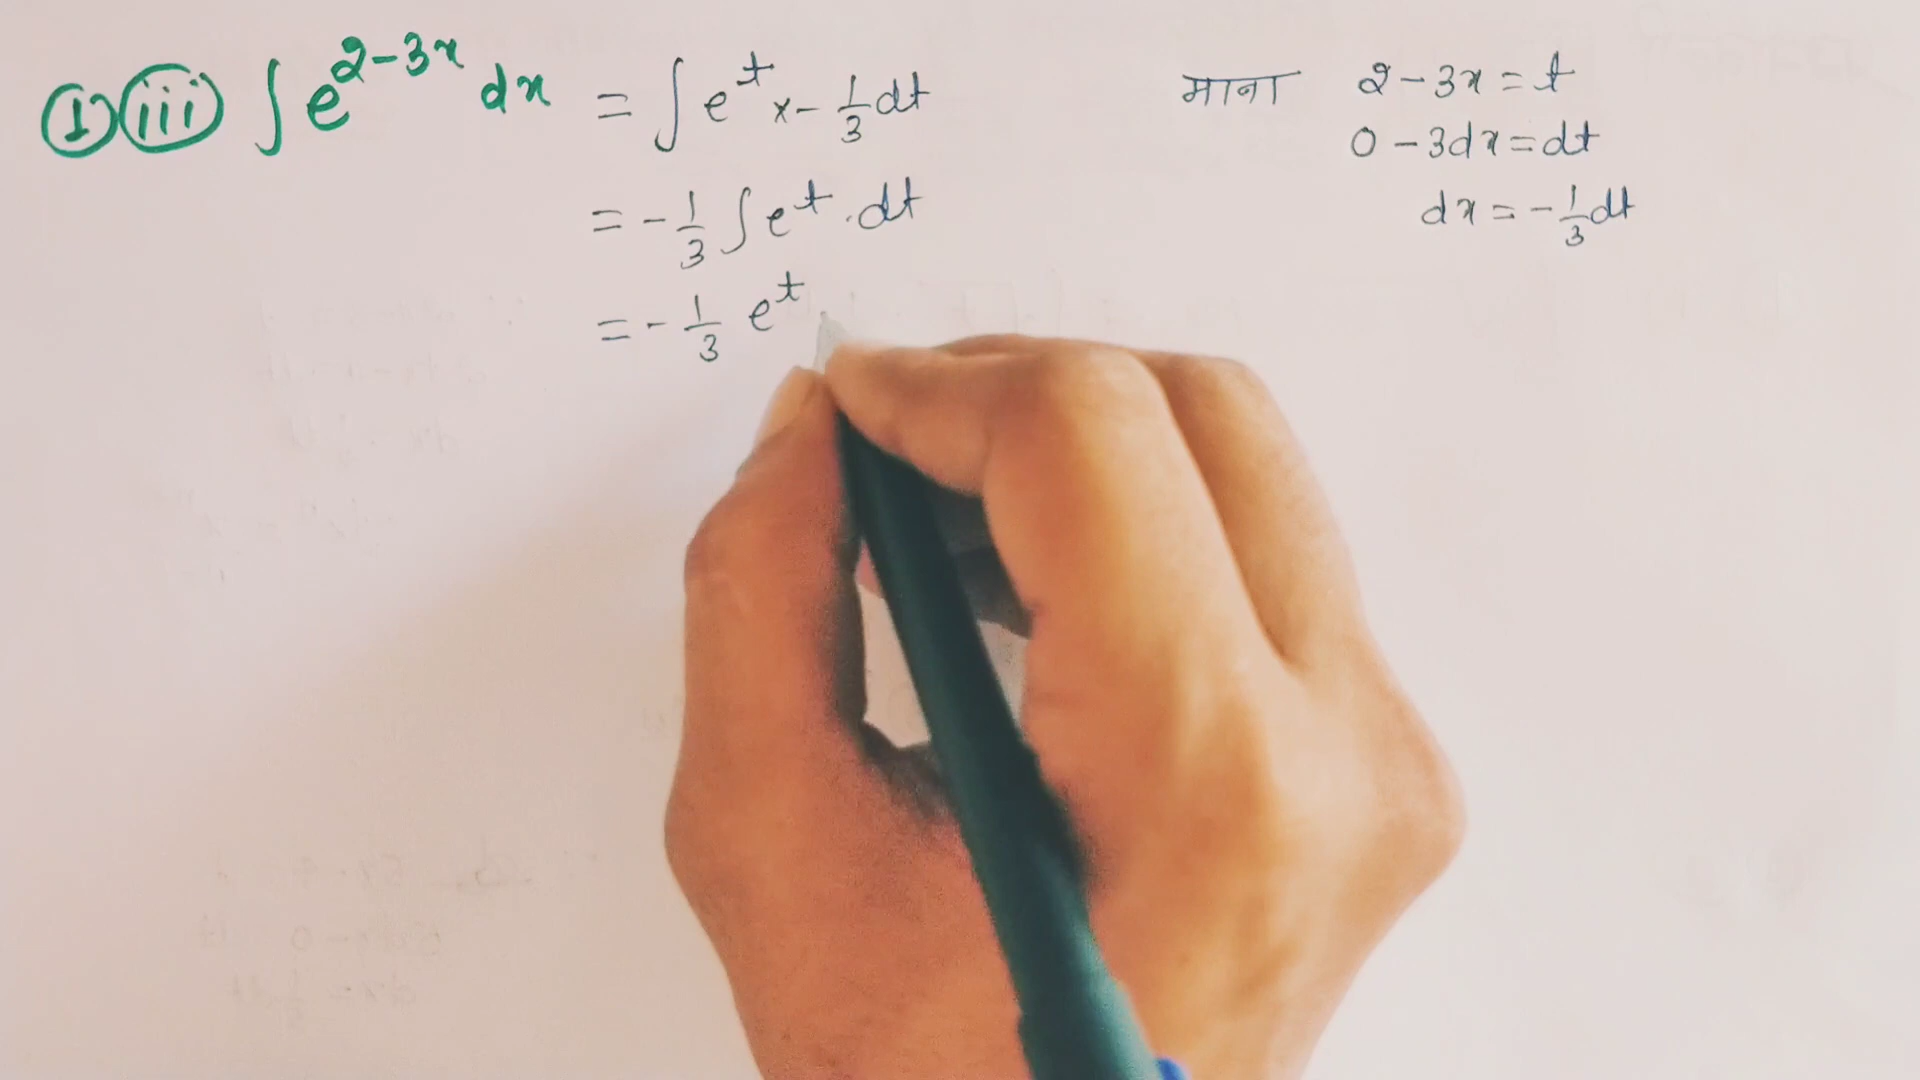 ① ⓘⓘⓘ ∫ e^{2-3x} dx = ∫ e^t × - 1/3 dt
= - 1/3 ∫ e^t . dt
= - 1/3 e^t
माना 2 - 3x = t
0 - 3dx = dt
dx = - 1/3 dt